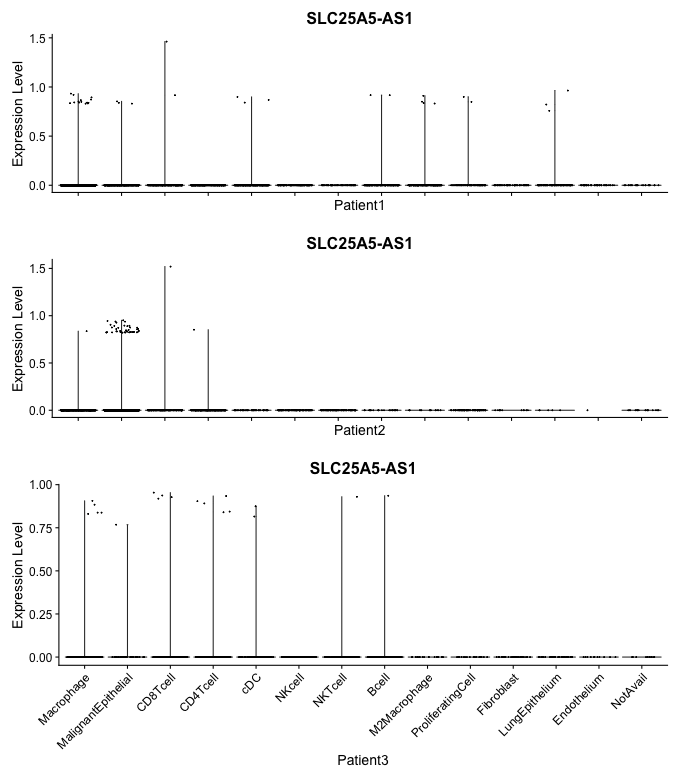 SLC25A5-AS1
Expression Level
1.5
1.0
0.5
0.0
Patient1
SLC25A5-AS1
Expression Level
1.5
1.0
0.5
0.0
Patient2
SLC25A5-AS1
Expression Level
1.00
0.75
0.50
0.25
0.00
Macrophage
MalignantEpithelial
CD8Tcell
CD4Tcell
cDC
NKcell
NKTcell
Bcell
M2Macrophage
ProliferatingCell
Fibroblast
LungEpithelium
Endothelium
NotAvail
Patient3